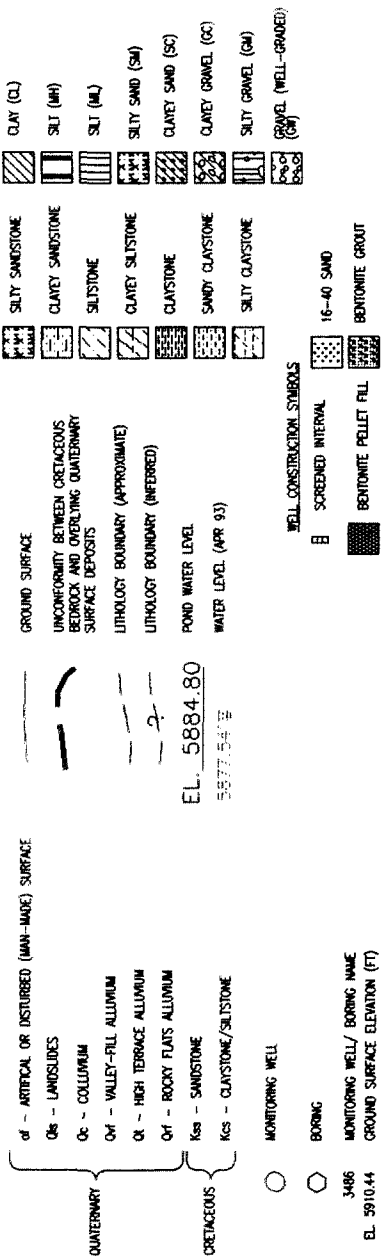 QUATERNARY
af - ARTIFICAL OR DISTURBED (MAN-MADE) SURFACE
Qls - LANDSLIDES
Qc - COLLUVIUM
Qvf - VALLEY-FILL ALLUVIUM
Qt - HIGH TERRACE ALLUVIUM
Qrf - ROCKY FLATS ALLUVIUM
CRETACEOUS
Kss - SANDSTONE
Kcs - CLAYSTONE/SILTSTONE
MONITORING WELL
BORING
3486 MONITORING WELL/ BORING NAME
EL. 5910.44 GROUND SURFACE ELEVATION (FT)
GROUND SURFACE
UNCONFORMITY BETWEEN CRETACEOUS
BEDROCK AND OVERLYING QUATERNARY
SURFACE DEPOSITS
LITHOLOGY BOUNDARY (APPROXIMATE)
? LITHOLOGY BOUNDARY (INFERRED)
EL. 5884.80 POND WATER LEVEL
WATER LEVEL (APR 93)
SILTY SANDSTONE
CLAYEY SANDSTONE
SILTSTONE
CLAYEY SILTSTONE
CLAYSTONE
SANDY CLAYSTONE
SILTY CLAYSTONE
CLAY (CL)
SILT (MH)
SILT (ML)
SILTY SAND (SM)
CLAYEY SAND (SC)
CLAYEY GRAVEL (GC)
SILTY GRAVEL (GM)
GRAVEL (WELL-GRADED)
(GW)
WELL CONSTRUCTION SYMBOLS
SCREENED INTERVAL
16-40 SAND
BENTONITE PELLET FILL
BENTONITE GROUT